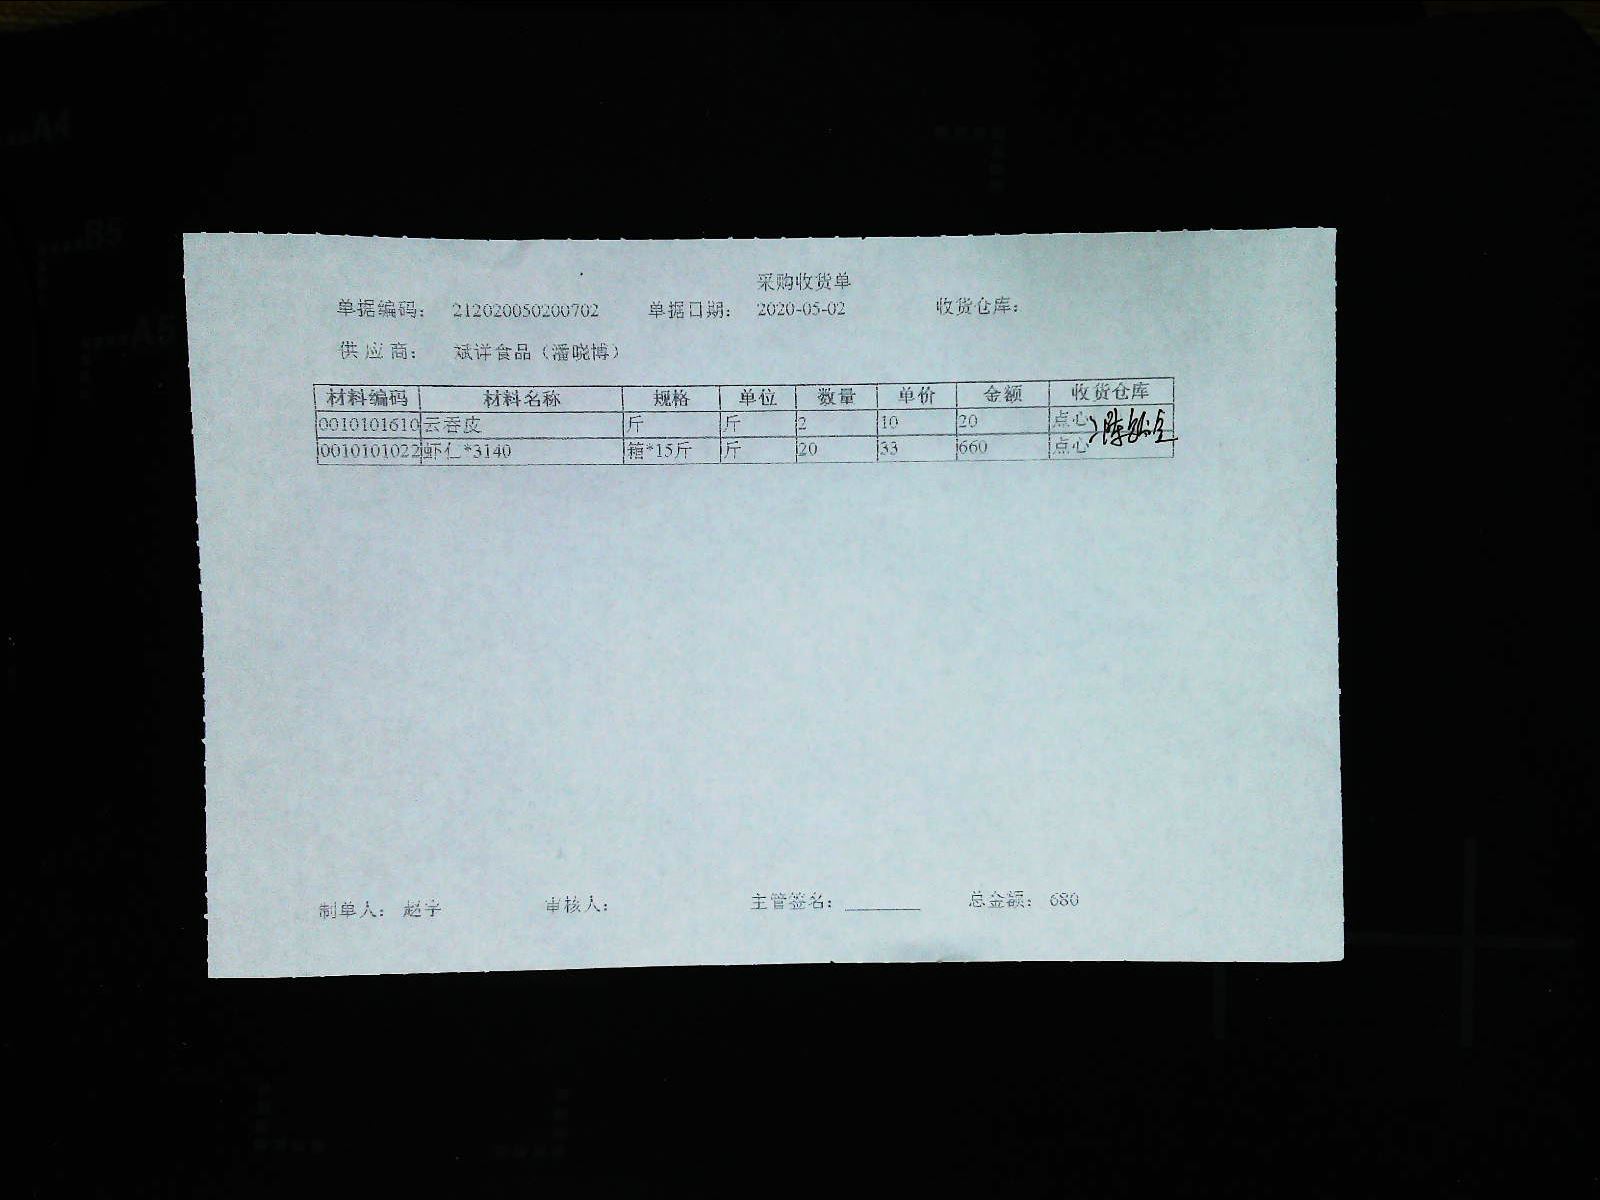 采购收货单
单据编码： 212020050200702 单据日期： 2020-05-02 收货仓库：
供应商： 斌详食品（潘晓博）
材料编码 材料名称 规格 单位 数量 单价 金额 收货仓库
0010101610 云吞皮 斤 斤 2 10 20 点心
0010101022 虾仁*3140 箱*15斤 斤 20 33 660 点心
制单人： 赵宇 审核人： 主管签名： 总金额： 680
A4
B5
A5